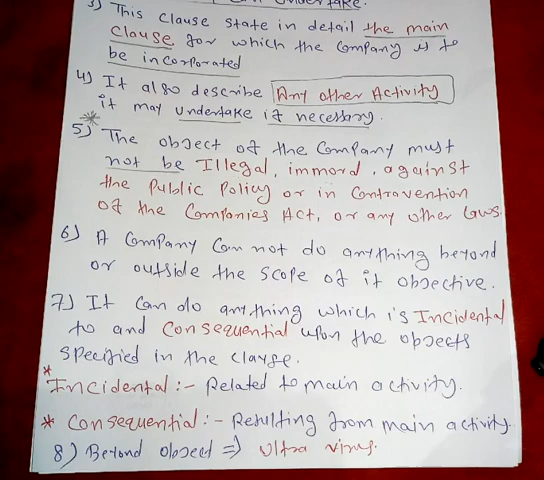 undertake.
3) This Clause state in detail the main
Clause for which the Company is to
be incorporated
4) It also describe Any other Activity
it may undertake if necessary.
5) The object of the Company must
not be Illegal, immoral, against
the Public Policy or in Contravention
of the Companies Act, or any other laws.
6) A Company Can not do anything beyond
or outside the scope of it objective.
7) It Can do anything which is Incidental
to and Consequential upon the objects
specified in the clause.
* Incidental :- Related to main activity.
* Consequential :- Resulting from main activity.
8) Beyond object => Ultra virus.